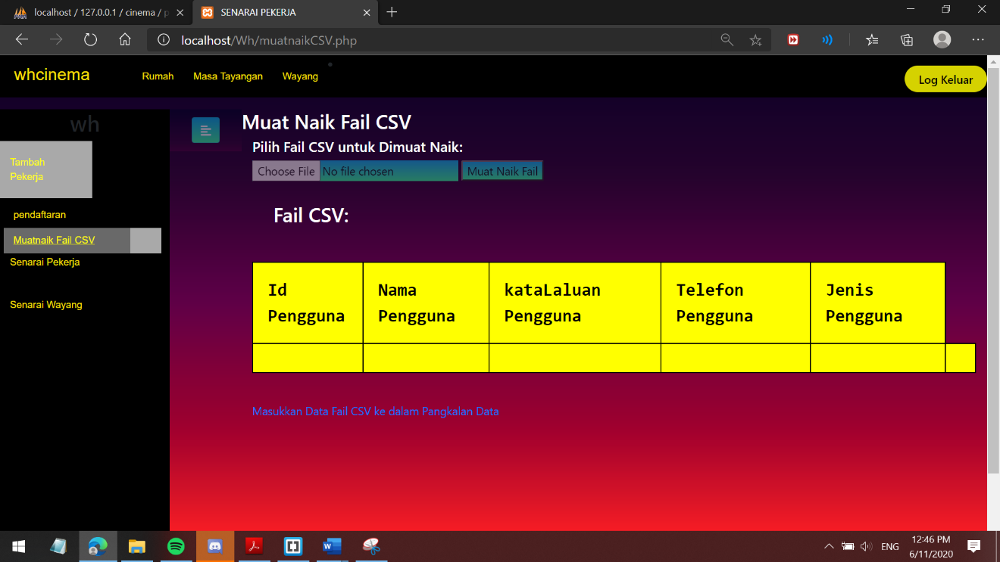 localhost / 127.0.0.1 / cinema / p
SENARAI PEKERJA
localhost/Wh/muatnaikCSV.php
whcinema
Rumah
Masa Tayangan
Wayang
Log Keluar
wh
Tambah
Pekerja
pendaftaran
Muatnaik Fail CSV
Senarai Pekerja
Senarai Wayang
Muat Naik Fail CSV
Pilih Fail CSV untuk Dimuat Naik:
Choose File No file chosen Muat Naik Fail
Fail CSV:
Id Pengguna
Nama Pengguna
kataLaluan Pengguna
Telefon Pengguna
Jenis Pengguna
Masukkan Data Fail CSV ke dalam Pangkalan Data
ENG
12:46 PM
6/11/2020